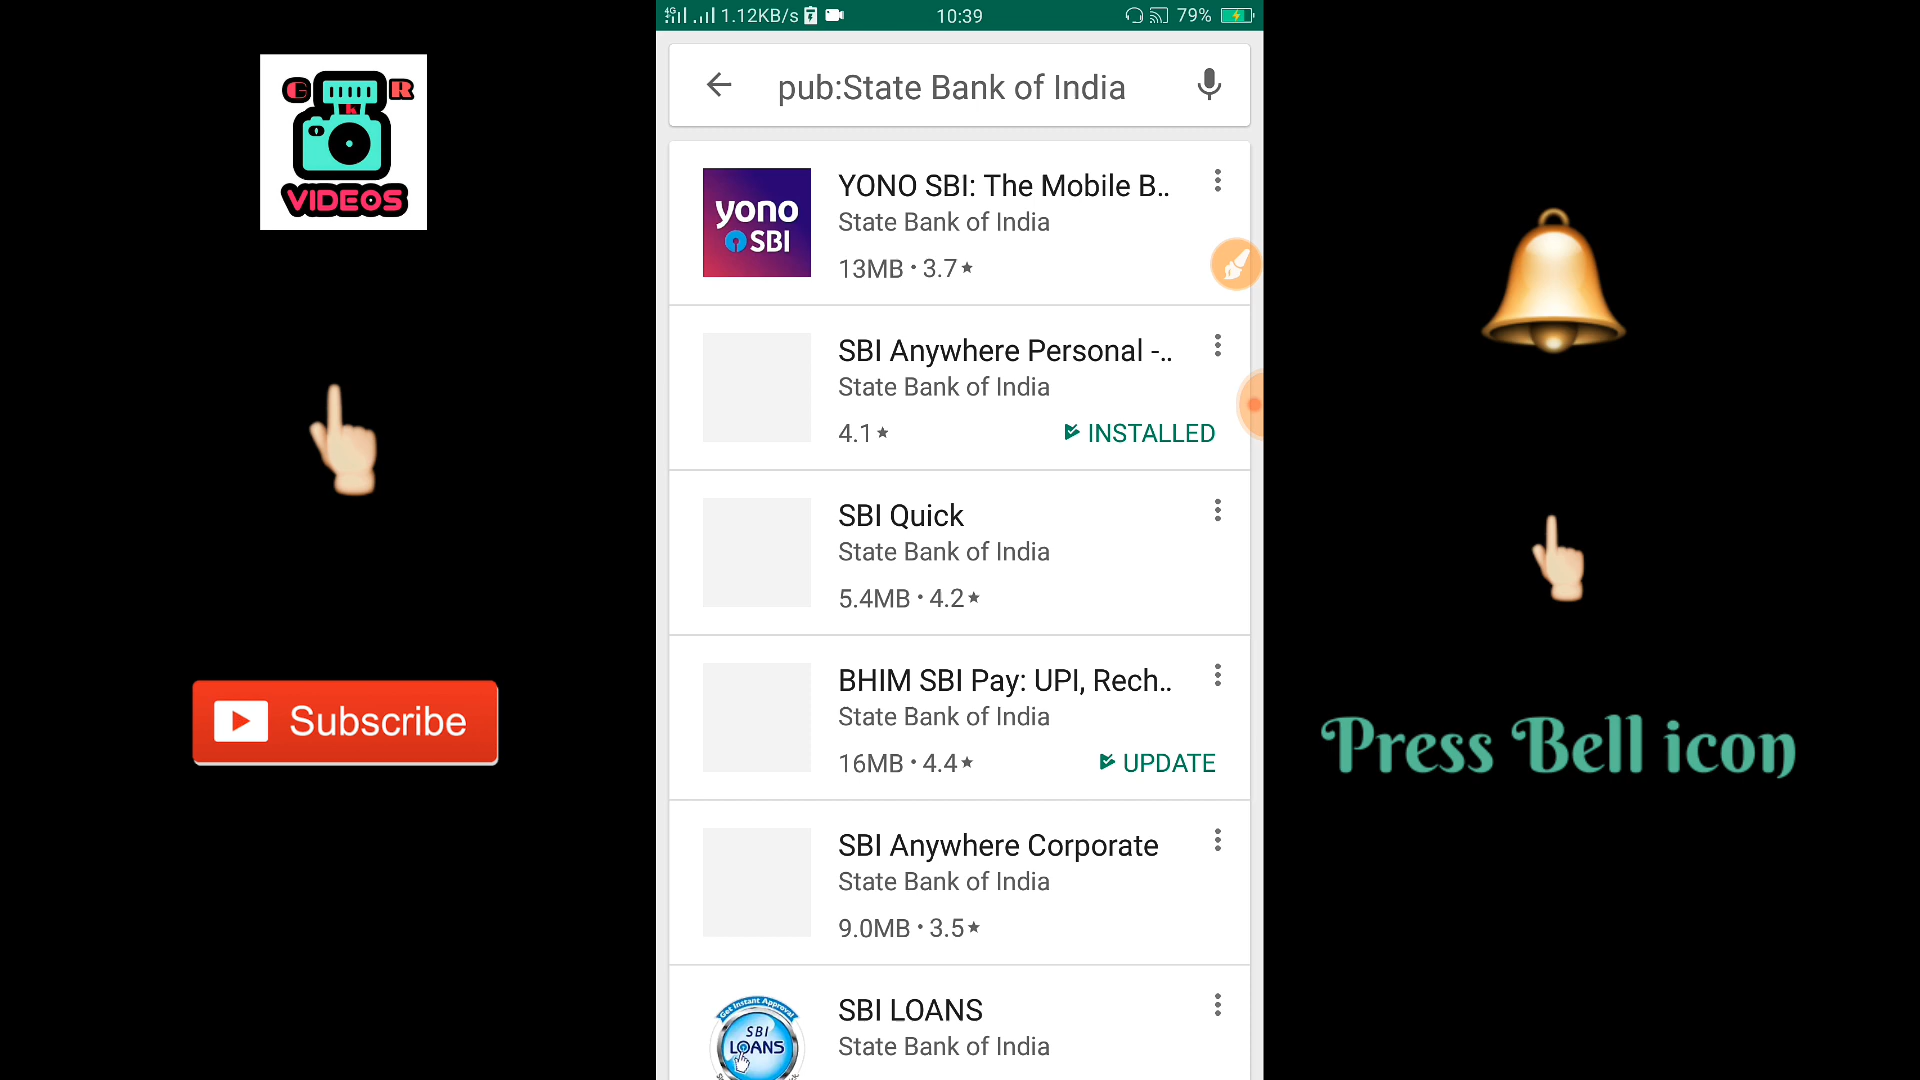 G R
VIDEOS
Subscribe
4G 1.12KB/s 10:39 79%
pub:State Bank of India
yono
SBI
YONO SBI: The Mobile B..
State Bank of India
13MB • 3.7★
SBI Anywhere Personal -..
State Bank of India
4.1★ INSTALLED
SBI Quick
State Bank of India
5.4MB • 4.2★
BHIM SBI Pay: UPI, Rech..
State Bank of India
16MB • 4.4★ UPDATE
SBI Anywhere Corporate
State Bank of India
9.0MB • 3.5★
Get Instant Approval
SBI
LOANS
SBI LOANS
State Bank of India
Press Bell icon